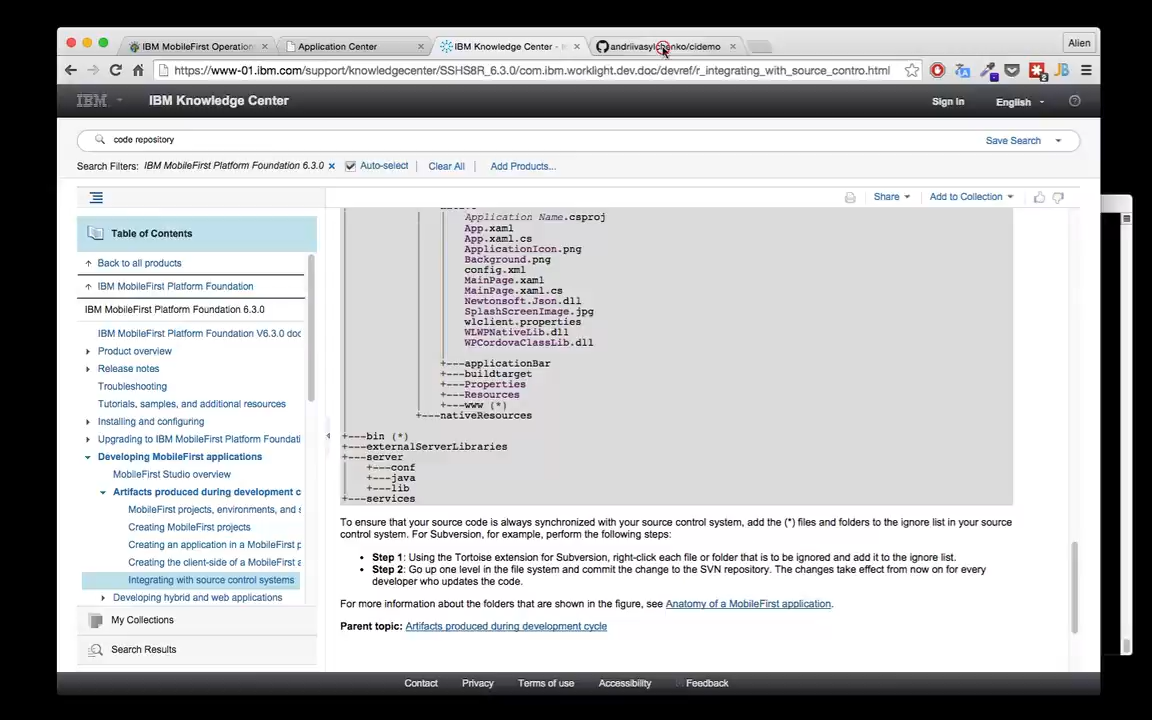 IBM MobileFirst Operation
Application Center
IBM Knowledge Center -
andriivasylchenko/cidemo
Alien
https://www-01.ibm.com/support/knowledgecenter/SSHS8R_6.3.0/com.ibm.worklight.dev.doc/devref/r_integrating_with_source_contro.html
IBM
IBM Knowledge Center
Sign In
English
code repository
Save Search
Search Filters: IBM MobileFirst Platform Foundation 6.3.0
Auto-select
Clear All
Add Products...
Share
Add to Collection
Table of Contents
Back to all products
IBM MobileFirst Platform Foundation
IBM MobileFirst Platform Foundation 6.3.0
IBM MobileFirst Platform Foundation V6.3.0 doc
Product overview
Release notes
Troubleshooting
Tutorials, samples, and additional resources
Installing and configuring
Upgrading to IBM MobileFirst Platform Foundati
Developing MobileFirst applications
MobileFirst Studio overview
Artifacts produced during development c
MobileFirst projects, environments, and s
Creating MobileFirst projects
Creating an application in a MobileFirst p
Creating the client-side of a MobileFirst a
Integrating with source control systems
Developing hybrid and web applications
My Collections
Search Results
Application Name.csproj
App.xaml
App.xaml.cs
ApplicationIcon.png
Background.png
config.xml
MainPage.xaml
MainPage.xaml.cs
Newtonsoft.Json.dll
SplashScreenImage.jpg
wlclient.properties
WLWPNativeLib.dll
WPCordovaClassLib.dll
+---applicationBar
+---buildtarget
+---Properties
+---Resources
+---www (*)
+---nativeResources
+---bin (*)
+---externalServerLibraries
+---server
+---conf
+---java
+---lib
+---services
To ensure that your source code is always synchronized with your source control system, add the (*) files and folders to the ignore list in your source
control system. For Subversion, for example, perform the following steps:
Step 1: Using the Tortoise extension for Subversion, right-click each file or folder that is to be ignored and add it to the ignore list.
Step 2: Go up one level in the file system and commit the change to the SVN repository. The changes take effect from now on for every
developer who updates the code.
For more information about the folders that are shown in the figure, see Anatomy of a MobileFirst application.
Parent topic: Artifacts produced during development cycle
Contact
Privacy
Terms of use
Accessibility
Feedback